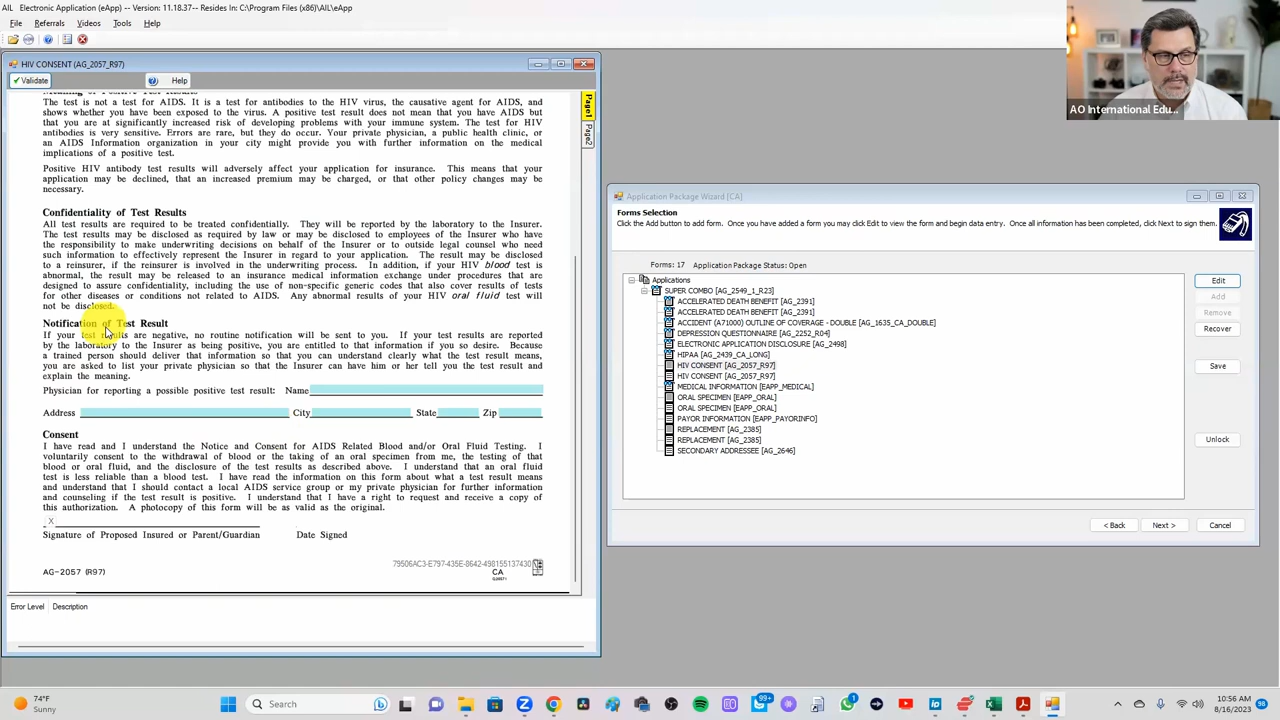 AIL Electronic Application (eApp) -- Version: 11.18.37-- Resides In: C:\Program Files (x86)\AIL\eApp
File Referrals Videos Tools Help
AO International Edu...
HIV CONSENT (AG_2057_R97)
Validate Help
Page1
Page2
Meaning of Positive Test Results
The test is not a test for AIDS. It is a test for antibodies to the HIV virus, the causative agent for AIDS, and
shows whether you have been exposed to the virus. A positive test result does not mean that you have AIDS but
that you are at significantly increased risk of developing problems with your immune system. The test for HIV
antibodies is very sensitive. Errors are rare, but they do occur. Your private physician, a public health clinic, or
an AIDS Information organization in your city might provide you with further information on the medical
implications of a positive test.
Positive HIV antibody test results will adversely affect your application for insurance. This means that your
application may be declined, that an increased premium may be charged, or that other policy changes may be
necessary.
Confidentiality of Test Results
All test results are required to be treated confidentially. They will be reported by the laboratory to the Insurer.
The test results may be disclosed as required by law or may be disclosed to employees of the Insurer who have
the responsibility to make underwriting decisions on behalf of the Insurer or to outside legal counsel who need
such information to effectively represent the Insurer in regard to your application. The result may be disclosed
to a reinsurer, if the reinsurer is involved in the underwriting process. In addition, if your HIV blood test is
abnormal, the result may be released to an insurance medical information exchange under procedures that are
designed to assure confidentiality, including the use of non-specific generic codes that also cover results of tests
for other diseases or conditions not related to AIDS. Any abnormal results of your HIV oral fluid test will
not be disclosed.
Notification of Test Result
If your test results are negative, no routine notification will be sent to you. If your test results are reported
by the laboratory to the Insurer as being positive, you are entitled to that information if you so desire. Because
a trained person should deliver that information so that you can understand clearly what the test result means,
you are asked to list your private physician so that the Insurer can have him or her tell you the test result and
explain the meaning.
Physician for reporting a possible positive test result: Name
Address City State Zip
Consent
I have read and I understand the Notice and Consent for AIDS Related Blood and/or Oral Fluid Testing. I
voluntarily consent to the withdrawal of blood or the taking of an oral specimen from me, the testing of that
blood or oral fluid, and the disclosure of the test results as described above. I understand that an oral fluid
test is less reliable than a blood test. I have read the information on this form about what a test result means
and understand that I should contact a local AIDS service group or my private physician for further information
and counseling if the test result is positive. I understand that I have a right to request and receive a copy of
this authorization. A photocopy of this form will be as valid as the original.
X
Signature of Proposed Insured or Parent/Guardian Date Signed
79506AC3-E797-435E-8642-498155137430
AG-2057 (R97) CA
Error Level Description
Application Package Wizard [CA]
Forms Selection
Click the Add button to add form. Once you have added a form you may click Edit to view the form and begin data entry. Once all information has been completed, click Next to sign them.
Forms: 17 Application Package Status: Open
Applications
SUPER COMBO [AG_2549_1_R23]
ACCELERATED DEATH BENEFIT [AG_2391]
ACCELERATED DEATH BENEFIT [AG_2391]
ACCIDENT (A71000) OUTLINE OF COVERAGE - DOUBLE [AG_1635_CA_DOUBLE]
DEPRESSION QUESTIONNAIRE [AG_2252_R04]
ELECTRONIC APPLICATION DISCLOSURE [AG_2498]
HIPAA [AG_2439_CA_LONG]
HIV CONSENT [AG_2057_R97]
HIV CONSENT [AG_2057_R97]
MEDICAL INFORMATION [EAPP_MEDICAL]
ORAL SPECIMEN [EAPP_ORAL]
ORAL SPECIMEN [EAPP_ORAL]
PAYOR INFORMATION [EAPP_PAYORINFO]
REPLACEMENT [AG_2385]
REPLACEMENT [AG_2385]
SECONDARY ADDRESSEE [AG_2646]
Edit
Add
Remove
Recover
Save
Unlock
< Back Next > Cancel
74°F
Sunny
Search
99+
1
10:56 AM
8/16/2023
98